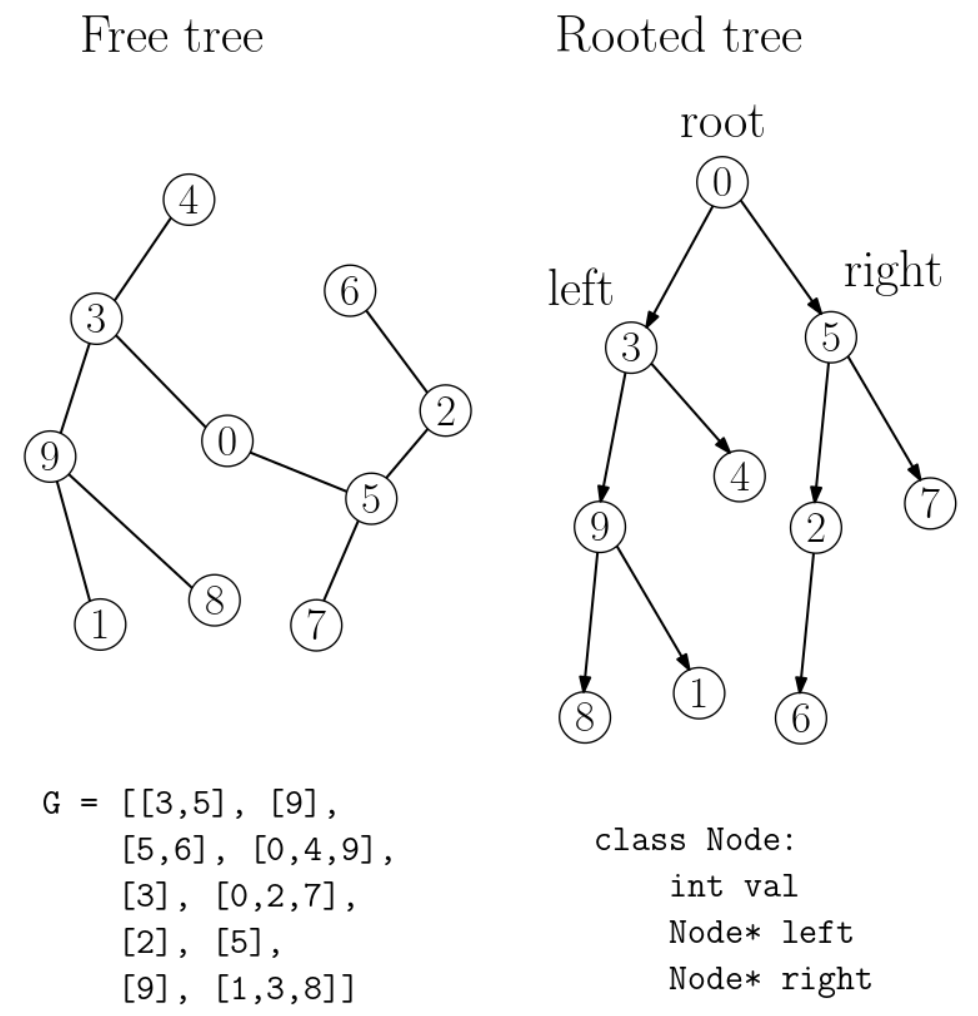 Free tree
Rooted tree
root
4
0
6
left
right
3
3
5
2
0
9
4
5
7
9
2
8
1
7
1
8
6
G = [[3,5], [9],
[5,6], [0,4,9],
[3], [0,2,7],
[2], [5],
[9], [1,3,8]]
class Node:
int val
Node* left
Node* right